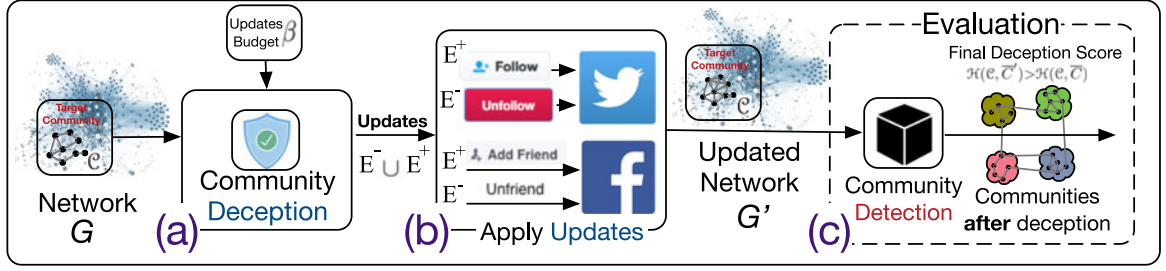 Target
Community
C
Network
G
Updates
Budget β
Community
Deception
(a)
Updates
E⁻ ∪ E⁺
E⁺
Follow
E⁻
Unfollow
E⁺
Add Friend
E⁻
Unfriend
(b)
Apply Updates
Target
Community
C
Updated
Network
G’
(c)
Evaluation
Final Deception Score
ℋ(C, C̅′)>ℋ(C, C̅)
Community
Detection
Communities
after deception